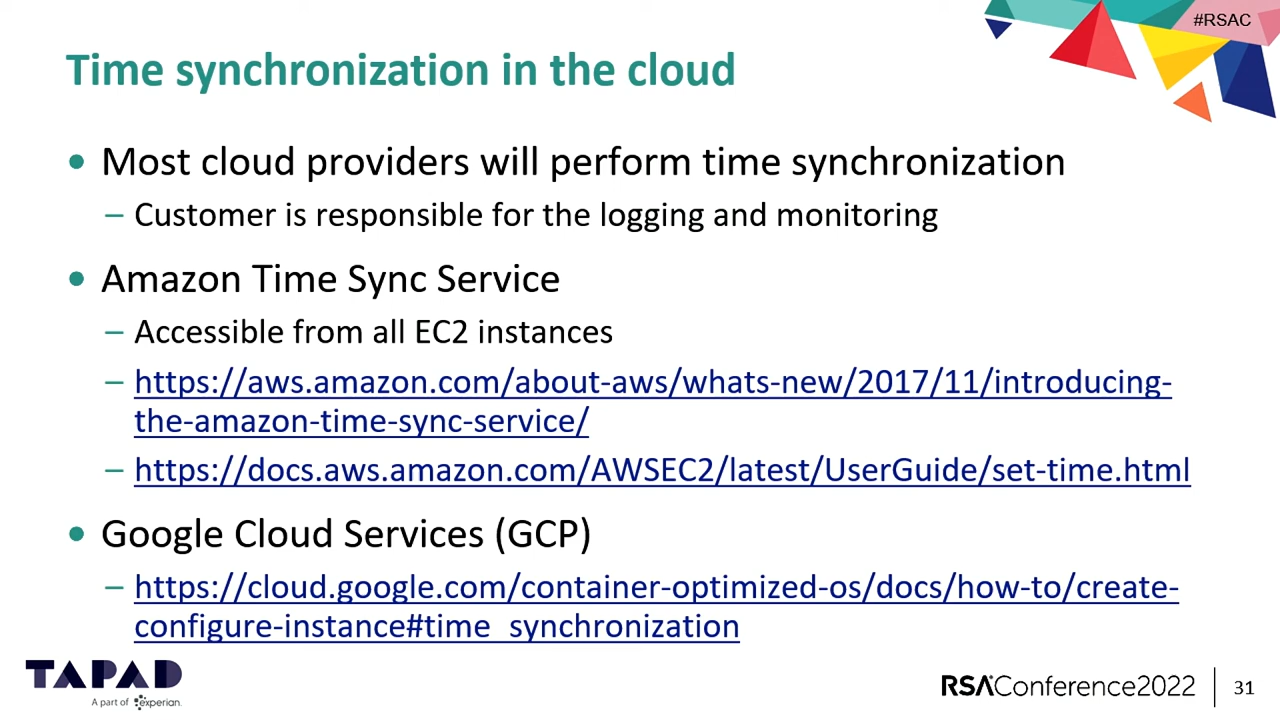 #RSAC
Time synchronization in the cloud
• Most cloud providers will perform time synchronization
– Customer is responsible for the logging and monitoring
• Amazon Time Sync Service
– Accessible from all EC2 instances
– https://aws.amazon.com/about-aws/whats-new/2017/11/introducing-
the-amazon-time-sync-service/
– https://docs.aws.amazon.com/AWSEC2/latest/UserGuide/set-time.html
• Google Cloud Services (GCP)
– https://cloud.google.com/container-optimized-os/docs/how-to/create-
configure-instance#time_synchronization
TAPAD
A part of experian.
RSAConference2022
31